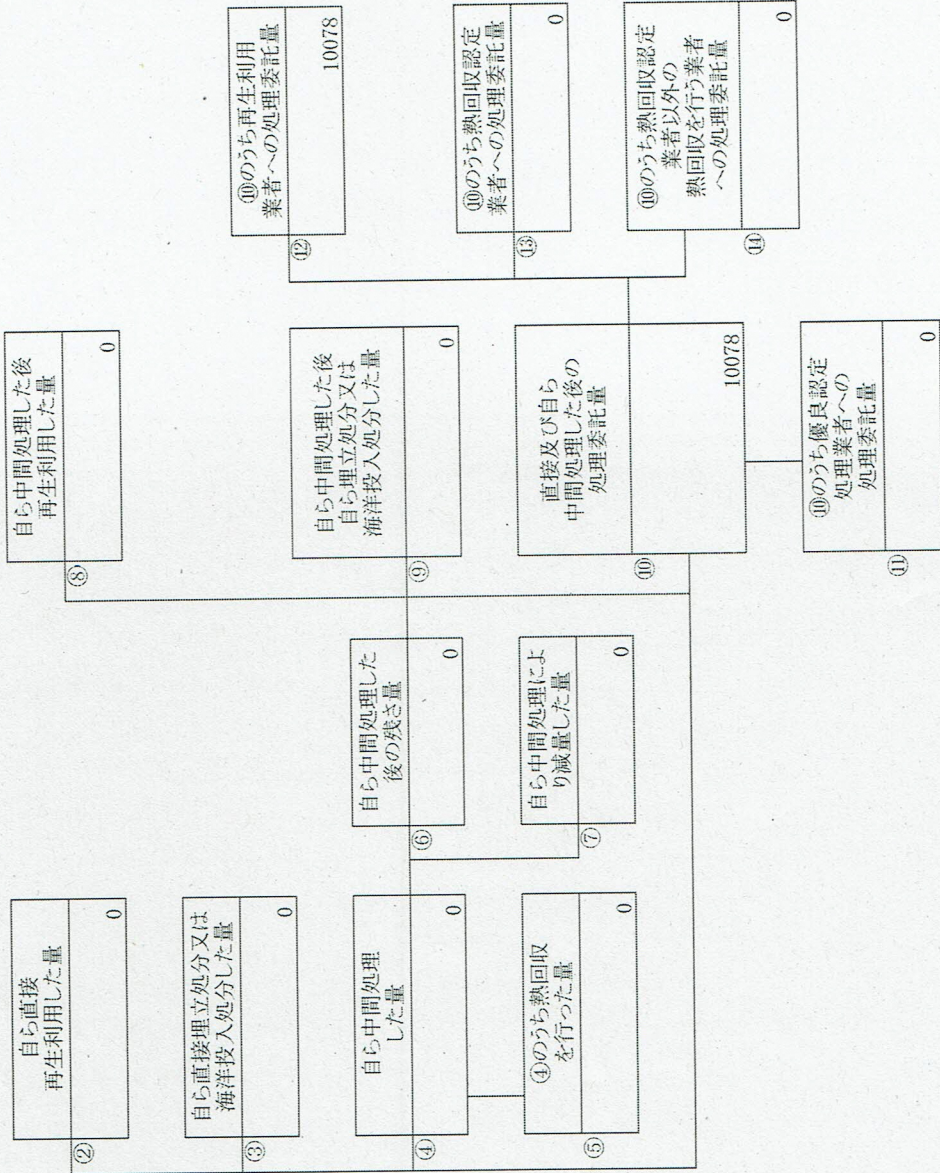 ②
自ら直接
再生利用した量
0
③
自ら直接埋立処分又は
海洋投入処分した量
0
④
自ら中間処理
した量
0
⑤
④のうち熱回収
を行った量
0
⑥
自ら中間処理した
後の残さ量
0
⑦
自ら中間処理によ
り減量した量
0
⑧
自ら中間処理した後
再生利用した量
0
⑨
自ら中間処理した後
自ら埋立処分又は
海洋投入処分した量
0
⑩
直接及び自ら
中間処理した後の
処理委託量
10078
⑪
⑩のうち優良認定
処理業者への
処理委託量
0
⑫
⑩のうち再生利用
業者への処理委託量
10078
⑬
⑩のうち熱回収認定
業者への処理委託量
0
⑭
⑩のうち熱回収認定
業者以外の
熱回収を行う業者
への処理委託量
0